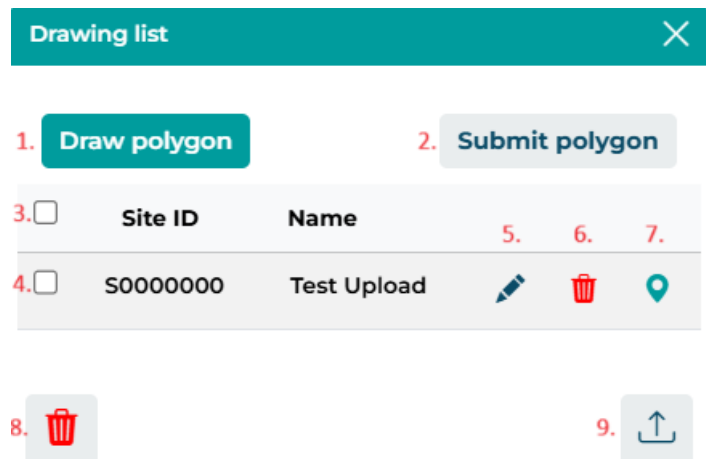 Drawing list
1. Draw polygon 2. Submit polygon
3. Site ID Name 5. 6. 7.
4. S0000000 Test Upload
8. 9.